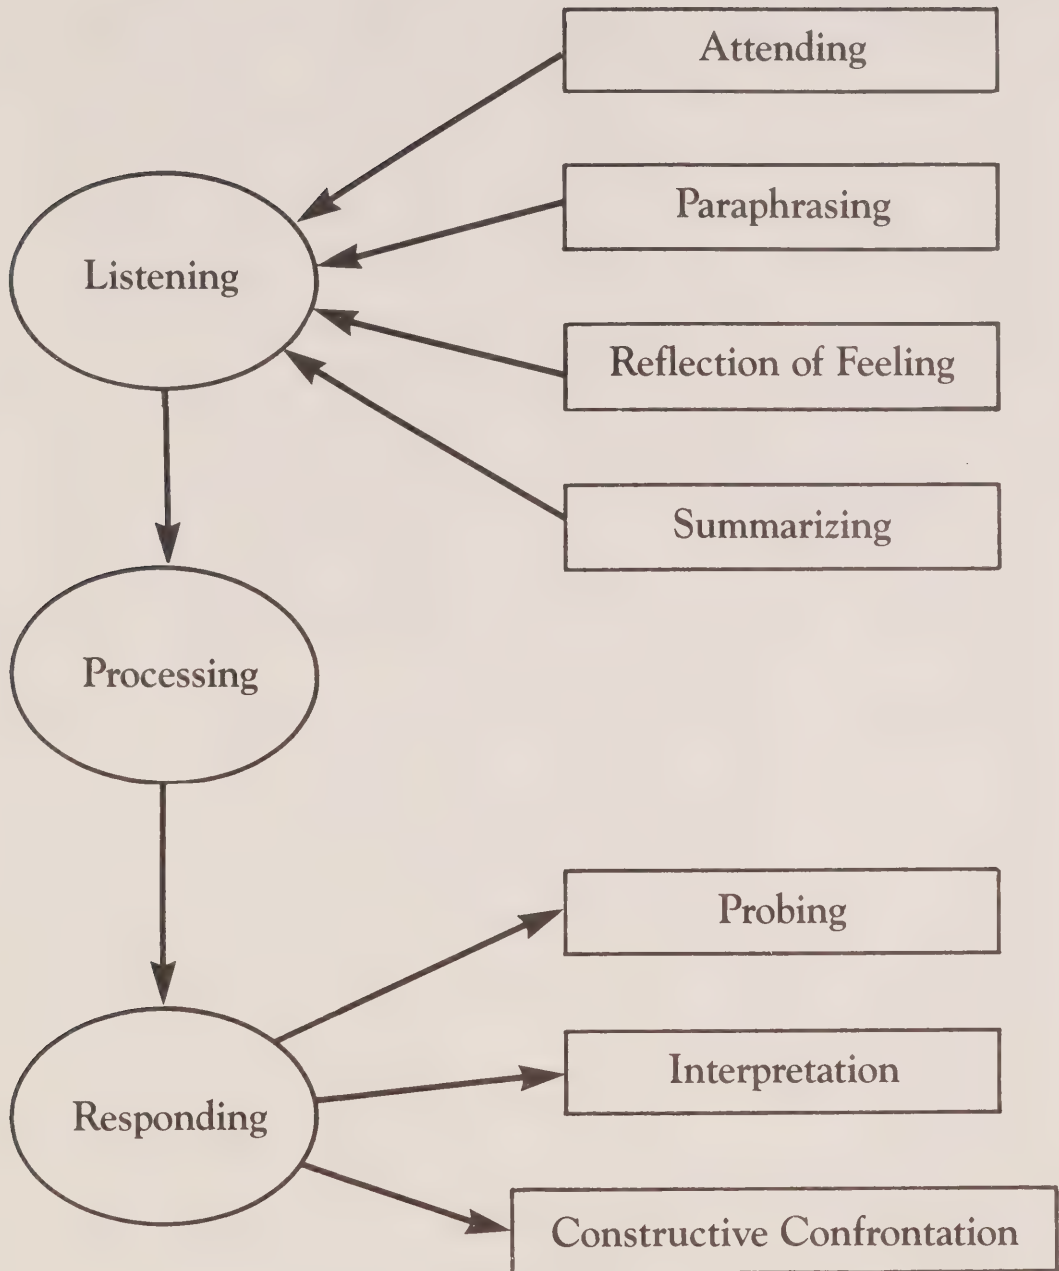 Attending
Paraphrasing
Listening
Reflection of Feeling
Summarizing
Processing
Probing
Interpretation
Responding
Constructive Confrontation